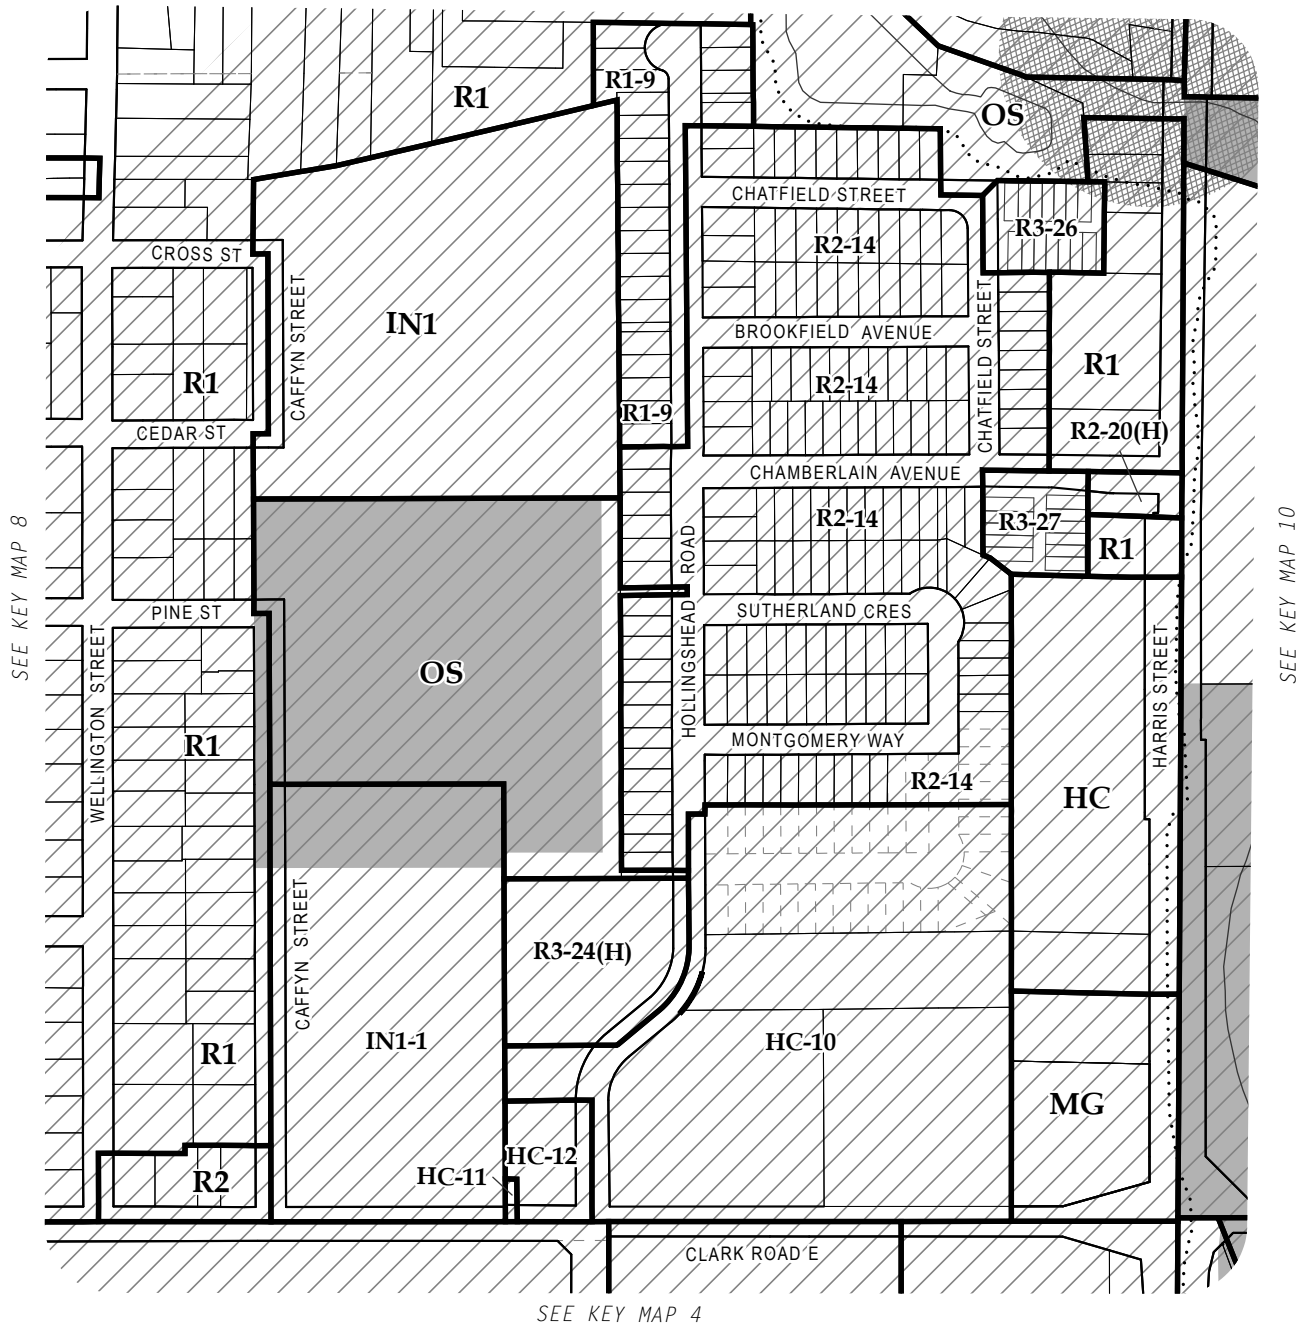 R1-9
R1
OS
CHATFIELD STREET
R3-26
R2-14
CROSS ST
CAFFYN STREET
IN1
CHATFIELD STREET
BROOKFIELD AVENUE
R1
R1
R2-14
R1-9
CEDAR ST
R2-20(H)
CHAMBERLAIN AVENUE
R2-14
R3-27
R1
SEE KEY MAP 8
SEE KEY MAP 10
HOLLINGSHEAD ROAD
PINE ST
SUTHERLAND CRES
WELLINGTON STREET
HARRIS STREET
OS
R1
MONTGOMERY WAY
R2-14
HC
CAFFYN STREET
R3-24(H)
IN1-1
HC-10
R1
MG
HC-12
HC-11
R2
CLARK ROAD E
SEE KEY MAP 4